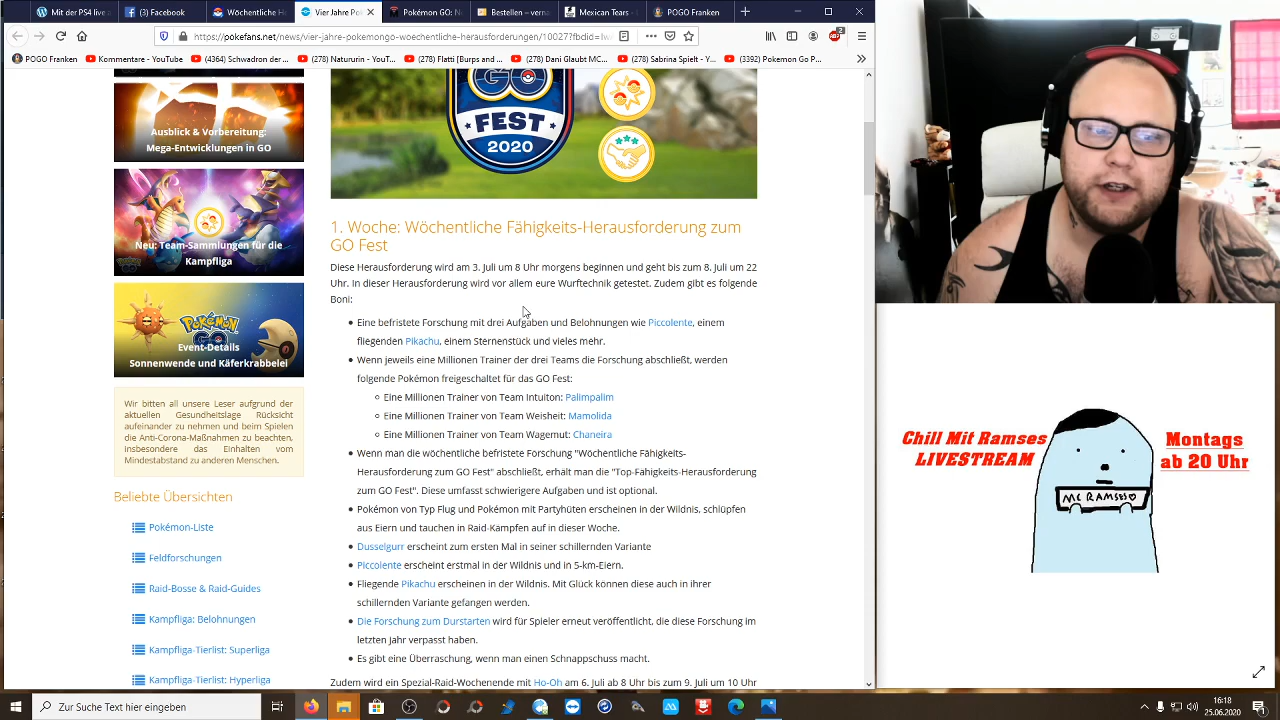 Mit der PS4 live a
(3) Facebook
Wöchentliche He
Vier Jahre Pokem
Pokémon GO: Ne
Bestellen – verna
Mexican Tears - L
POGO Franken
https://pokefans.net/news/vier-jahre-pokemongo-woechentliche-herausforderungen/10027?fbclid=Iw
POGO Franken
Kommentare - YouTube
(4364) Schwadron der ...
(278) Natururin - YouT...
(278) Flatti [Burps and ...
(278) Dani Glaubt MC...
(278) Sabrina Spielt - Y...
(3392) Pokemon Go P...
Ausblick & Vorbereitung:
Mega-Entwicklungen in GO
Neu: Team-Sammlungen für die
Kampfliga
POKÉMON
GO
Event-Details
Sonnenwende und Käferkrabbelei
Wir bitten all unsere Leser aufgrund der
aktuellen Gesundheitslage Rücksicht
aufeinander zu nehmen und beim Spielen
die Anti-Corona-Maßnahmen zu beachten,
insbesondere das Einhalten vom
Mindestabstand zu anderen Menschen.
Beliebte Übersichten
Pokémon-Liste
Feldforschungen
Raid-Bosse & Raid-Guides
Kampfliga: Belohnungen
Kampfliga-Tierlist: Superliga
Kampfliga-Tierlist: Hyperliga
GO
FEST
2020
1. Woche: Wöchentliche Fähigkeits-Herausforderung zum
GO Fest
Diese Herausforderung wird am 3. Juli um 8 Uhr morgens beginnen und geht bis zum 8. Juli um 22
Uhr. In dieser Herausforderung wird vor allem eure Wurftechnik getestet. Zudem gibt es folgende
Boni:
Eine befristete Forschung mit drei Aufgaben und Belohnungen wie Piccolente, einem
fliegenden Pikachu, einem Sternenstück und vieles mehr.
Wenn jeweils eine Millionen Trainer der drei Teams die Forschung abschließt, werden
folgende Pokémon freigeschaltet für das GO Fest:
Eine Millionen Trainer von Team Intuiton: Palimpalim
Eine Millionen Trainer von Team Weisheit: Mamolida
Eine Millionen Trainer von Team Wagemut: Chaneira
Wenn man die wöchentliche befristete Forschung "Wöchentliche Fähigkeits-
Herausforderung zum GO Fest" abschließt, erhält man die "Top-Fähigkeits-Herausforderung
zum GO Fest". Diese umfasst schwierigere Aufgaben und ist optional.
Pokémon von Typ Flug und Pokémon mit Partyhüten erscheinen in der Wildnis, schlüpfen
aus Eiern und tauchen in Raid-Kämpfen auf in dieser Woche.
Dusselgurr erscheint zum ersten Mal in seiner schillernden Variante
Piccolente erscheint erstmal in der Wildnis und in 5-km-Eiern.
Fliegende Pikachu erscheinen in der Wildnis. Mit Glück können diese auch in ihrer
schillernden Variante gefangen werden.
Die Forschung zum Durstarten wird für Spieler erneut veröffentlicht, die diese Forschung im
letzten Jahr verpasst haben.
Es gibt eine Überraschung, wenn man einen Schnappschuss macht.
Zudem wird ein Spezial-Raid-Wochenende mit Ho-Oh am 6. Juli ab 8 Uhr bis zum 9. Juli um 10 Uhr
Chill Mit Ramses
LIVESTREAM
MC RAMSES
Montags
ab 20 Uhr
Zur Suche Text hier eingeben
16:18
25.06.2020